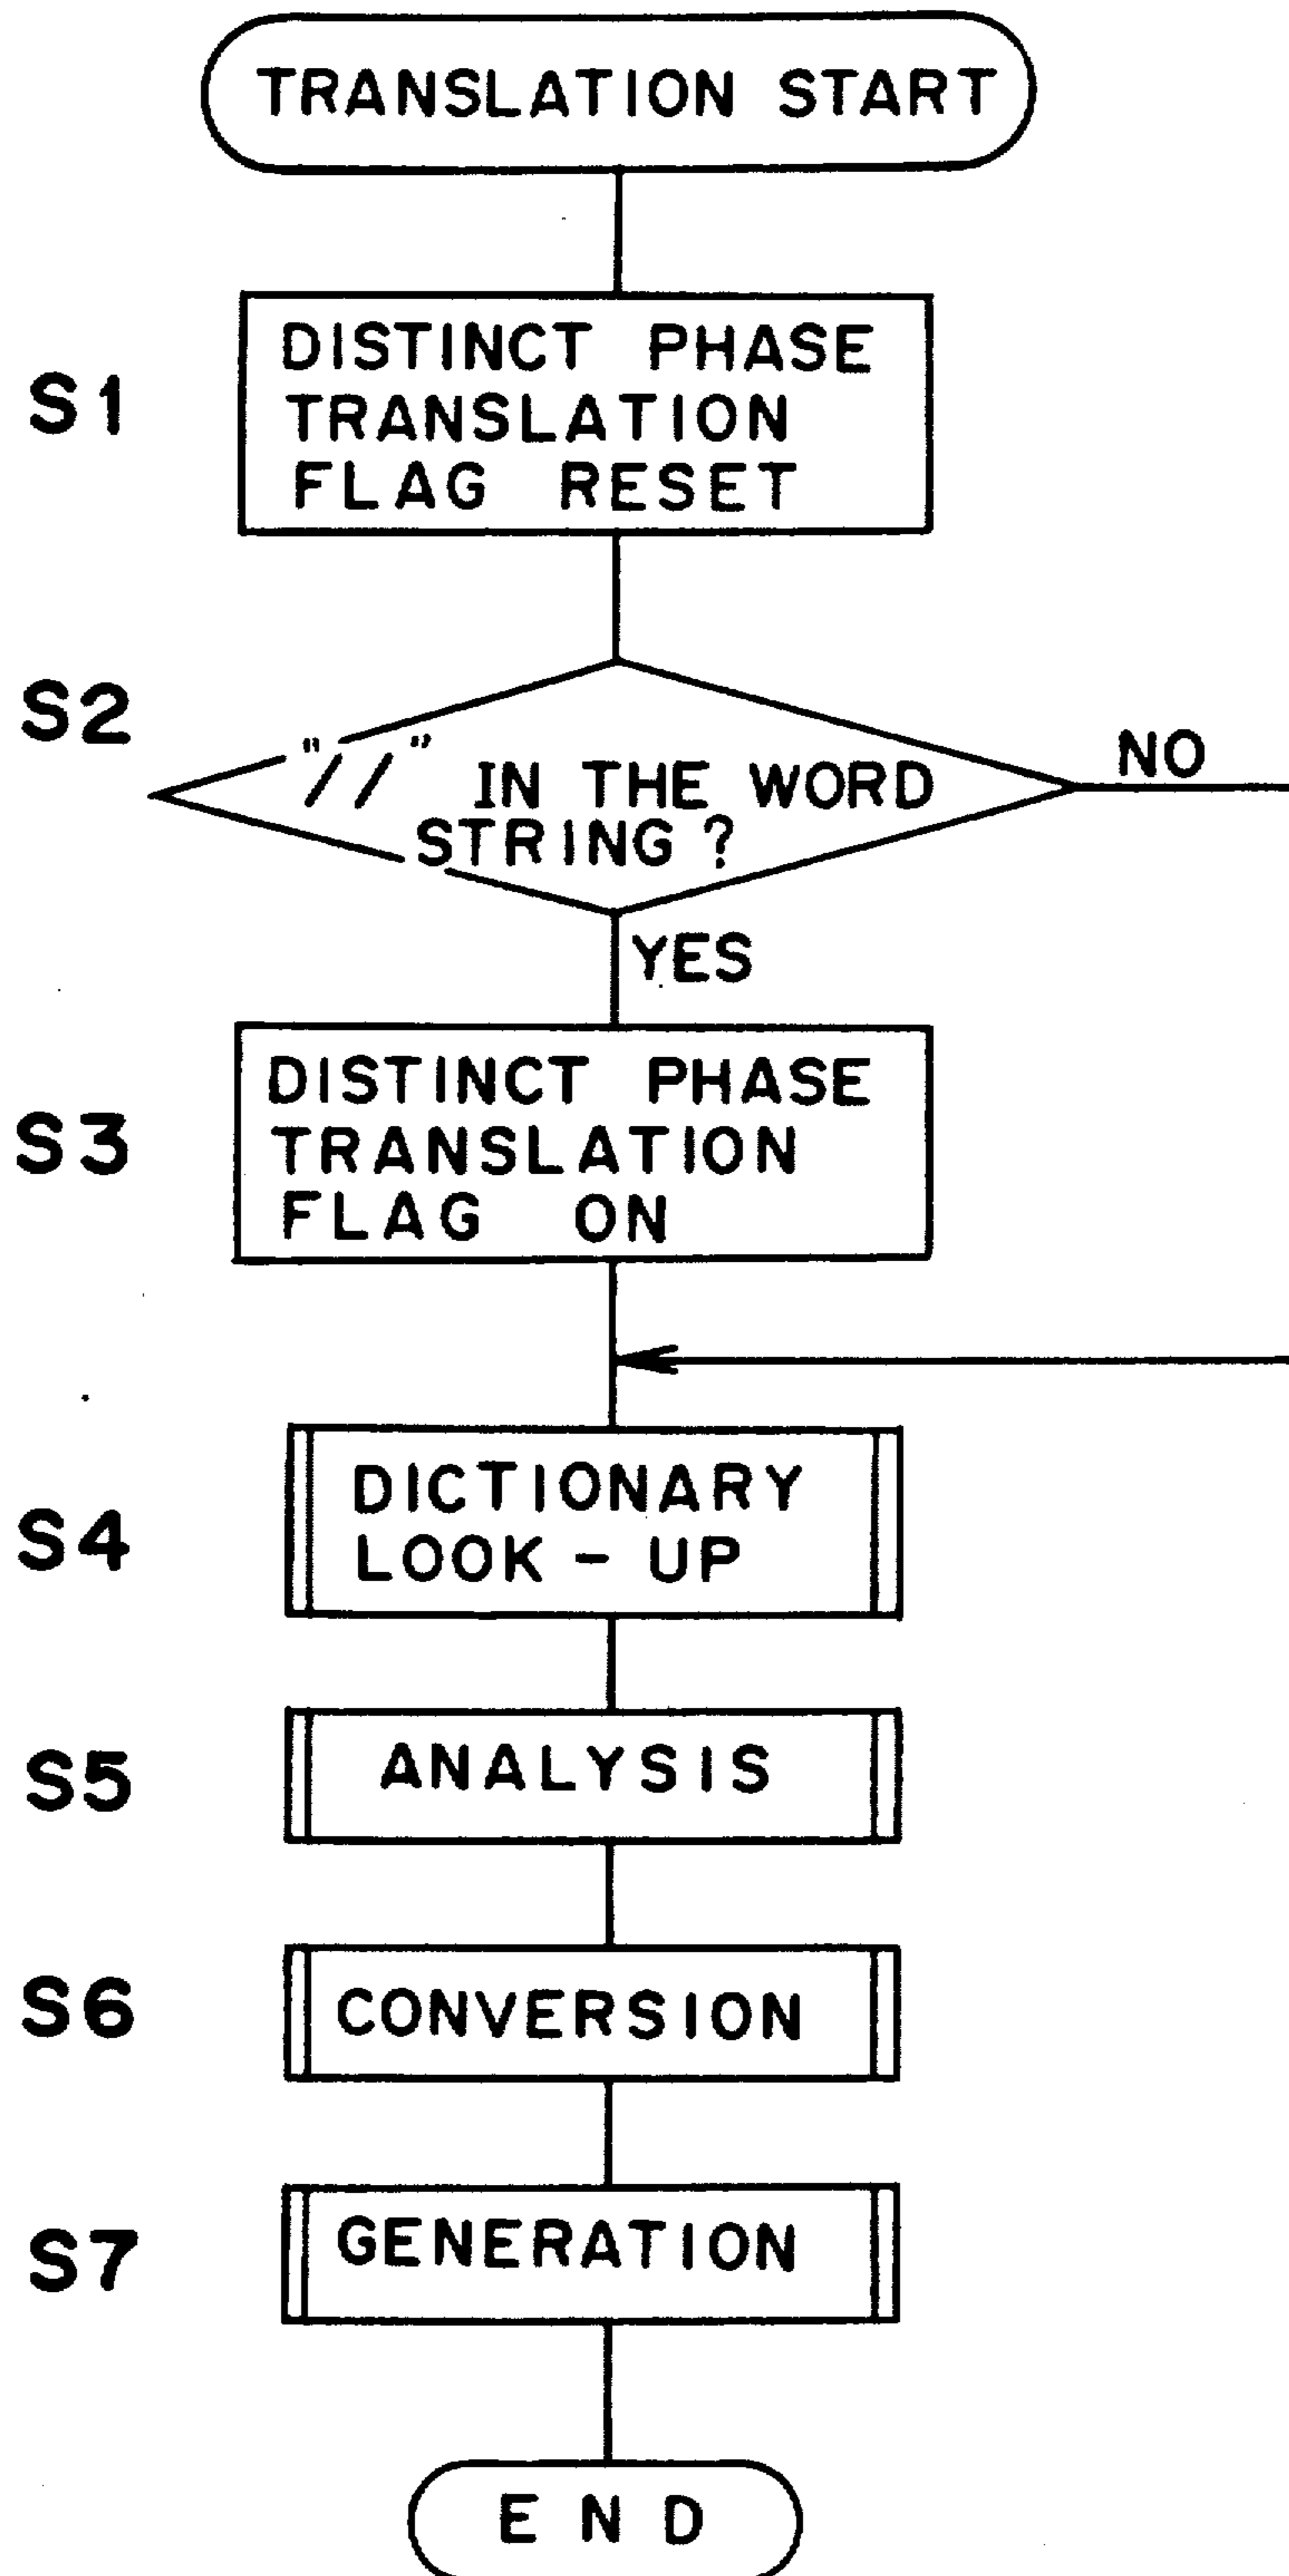 TRANSLATION START
S1
DISTINCT PHASE
TRANSLATION
FLAG RESET
S2
"//" IN THE WORD
STRING ?
NO
YES
S3
DISTINCT PHASE
TRANSLATION
FLAG ON
S4
DICTIONARY
LOOK - UP
S5
ANALYSIS
S6
CONVERSION
S7
GENERATION
END